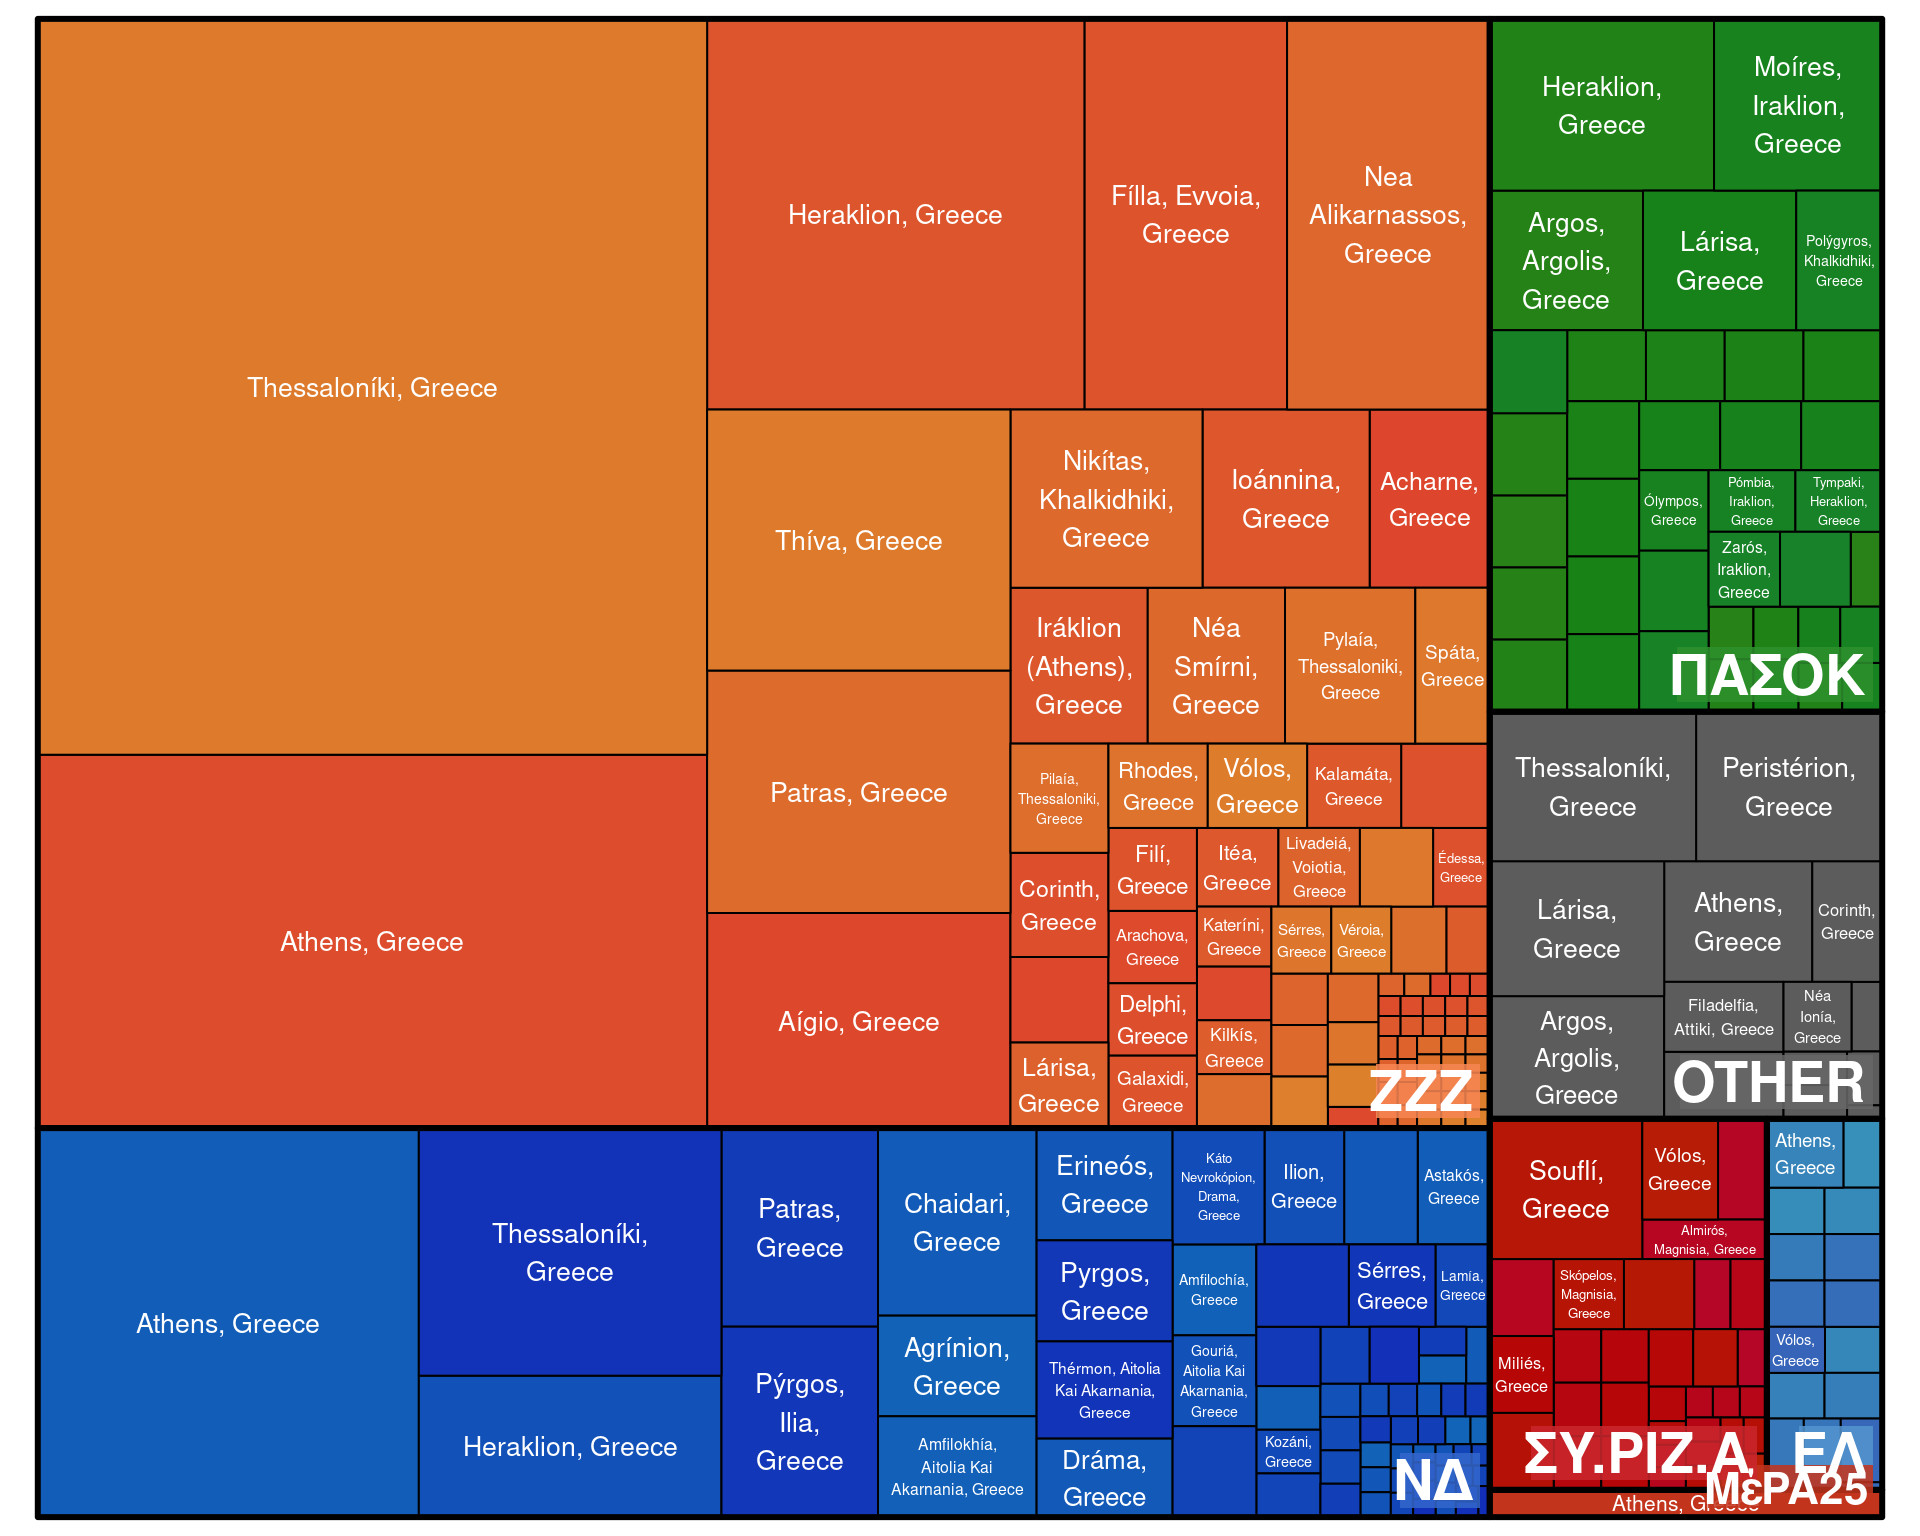 Thessaloníki, Greece
Athens, Greece
Heraklion, Greece
Fílla, Evvoia,
Greece
Nea
Alikarnassos,
Greece
Thíva, Greece
Patras, Greece
Aígio, Greece
Nikítas,
Khalkidhiki,
Greece
Ioánnina,
Greece
Acharne,
Greece
Iráklion
(Athens),
Greece
Néa
Smírni,
Greece
Pylaía,
Thessaloniki,
Greece
Spáta,
Greece
Pilaía,
Thessaloniki,
Greece
Rhodes,
Greece
Vólos,
Greece
Kalamáta,
Greece
Corinth,
Greece
Filí,
Greece
Itéa,
Greece
Livadeiá,
Voiotia,
Greece
Édessa,
Greece
Arachova,
Greece
Kateríni,
Greece
Sérres,
Greece
Véroia,
Greece
Delphi,
Greece
Kilkís,
Greece
Lárisa,
Greece
Galaxidi,
Greece
ZZZ
Athens, Greece
Thessaloníki,
Greece
Heraklion, Greece
Patras,
Greece
Pýrgos,
Ilia,
Greece
Chaidari,
Greece
Agrínion,
Greece
Amfilokhía,
Aitolia Kai
Akarnania, Greece
Erineós,
Greece
Pyrgos,
Greece
Thérmon, Aitolia
Kai Akarnania,
Greece
Dráma,
Greece
Káto
Nevrokópion,
Drama,
Greece
Ilion,
Greece
Astakós,
Greece
Amfilochía,
Greece
Sérres,
Greece
Lamía,
Greece
Gouriá,
Aitolia Kai
Akarnania,
Greece
Kozáni,
Greece
ΝΔ
Heraklion,
Greece
Moíres,
Iraklion,
Greece
Argos,
Argolis,
Greece
Lárisa,
Greece
Polýgyros,
Khalkidhiki,
Greece
Ólympos,
Greece
Pómbia,
Iraklion,
Greece
Tympaki,
Heraklion,
Greece
Zarós,
Iraklion,
Greece
ΠΑΣΟΚ
Thessaloníki,
Greece
Peristérion,
Greece
Lárisa,
Greece
Athens,
Greece
Corinth,
Greece
Argos,
Argolis,
Greece
Filadelfia,
Attiki, Greece
Néa
Ionía,
Greece
OTHER
Souflí,
Greece
Vólos,
Greece
Almirós,
Magnisia, Greece
Skópelos,
Magnisia,
Greece
Miliés,
Greece
ΣΥ.ΡΙΖ.Α.
Athens,
Greece
Vólos,
Greece
ΕΛ
Athens, Greece
ΜέΡΑ25